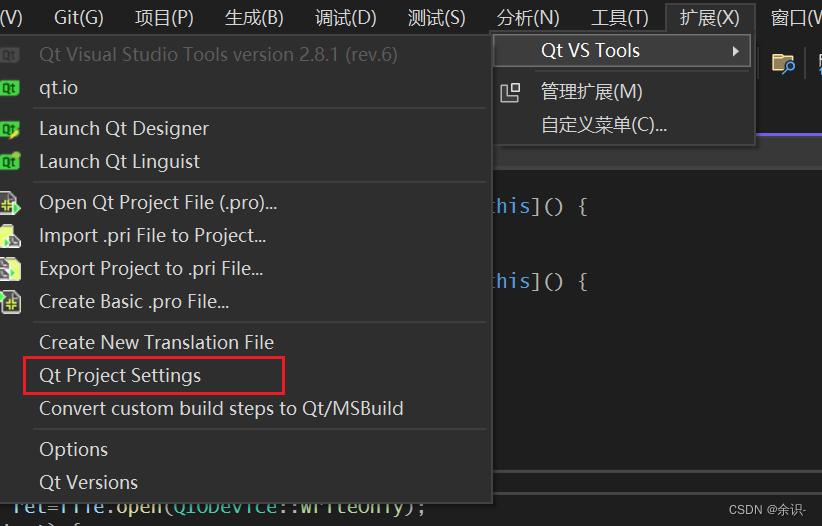 (V) Git(G) 项目(P) 生成(B) 调试(D) 测试(S) 分析(N) 工具(T) 扩展(X) 窗口(W
Qt Visual Studio Tools version 2.8.1 (rev.6)
qt.io
Launch Qt Designer
Launch Qt Linguist
Open Qt Project File (.pro)...
Import .pri File to Project...
Export Project to .pri File...
Create Basic .pro File...
Create New Translation File
Qt Project Settings
Convert custom build steps to Qt/MSBuild
Options
Qt Versions
Qt VS Tools
管理扩展(M)
自定义菜单(C)...
this]() {
this]() {
ret=file.open(QIODevice::WriteOnly);
CSDN @余识-